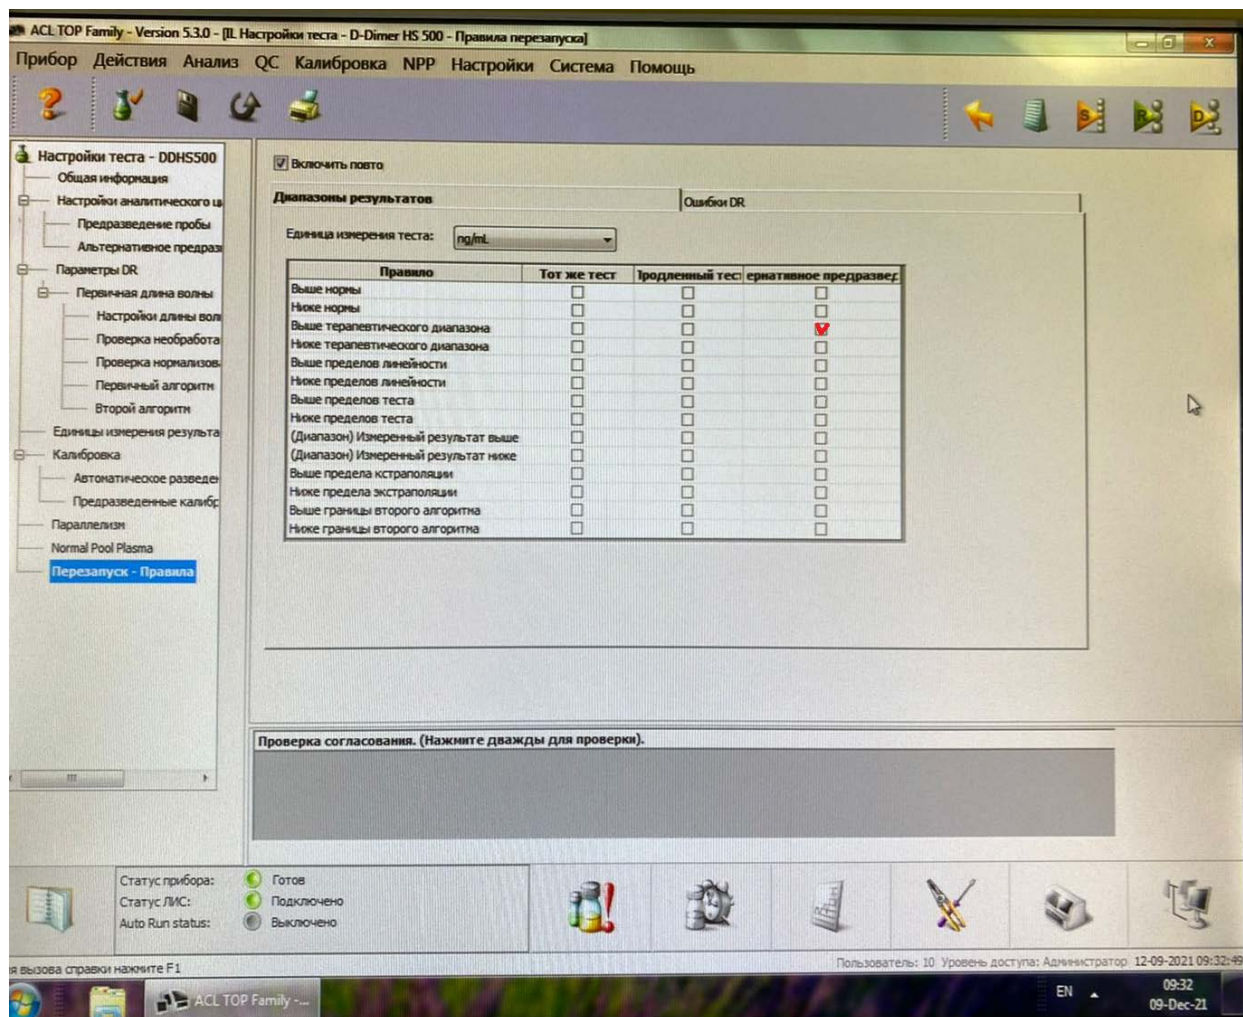 ACL TOP Family - Version 5.3.0 - [IL Настройки теста - D-Dimer HS 500 - Правила перезапуска]
Прибор Действия Анализ QC Калибровка NPP Настройки Система Помощь
S R D
Настройки теста - DDHS500
Общая информация
Настройки аналитического ц
Предразведение пробы
Альтернативное предраз
Параметры DR
Первичная длина волны
Настройки длины вол
Проверка необработа
Проверка нормализов
Первичный алгоритм
Второй алгоритм
Единицы измерения результа
Калибровка
Автоматическое разведен
Предразведенные калибр
Параллелизм
Normal Pool Plasma
Перезапуск - Правила
Включить повто
Диапазоны результатов Ошибки DR
Единица измерения теста: ng/mL
Правило Тот же тест Продленный тест ернативное предразвед
Выше нормы
Ниже нормы
Выше терапевтического диапазона
Ниже терапевтического диапазона
Выше пределов линейности
Ниже пределов линейности
Выше пределов теста
Ниже пределов теста
(Диапазон) Измеренный результат выше
(Диапазон) Измеренный результат ниже
Выше предела кстраполяции
Ниже предела экстраполяции
Выше границы второго алгоритма
Ниже границы второго алгоритма
Проверка согласования. (Нажмите дважды для проверки).
Статус прибора: Готов
Статус ЛИС: Подключено
Auto Run status: Выключено
я вызова справки нажмите F1
Пользователь: 10 Уровень доступа: Администратор 12-09-2021 09:32:49
ACL TOP Family -...
EN
09:32
09-Dec-21